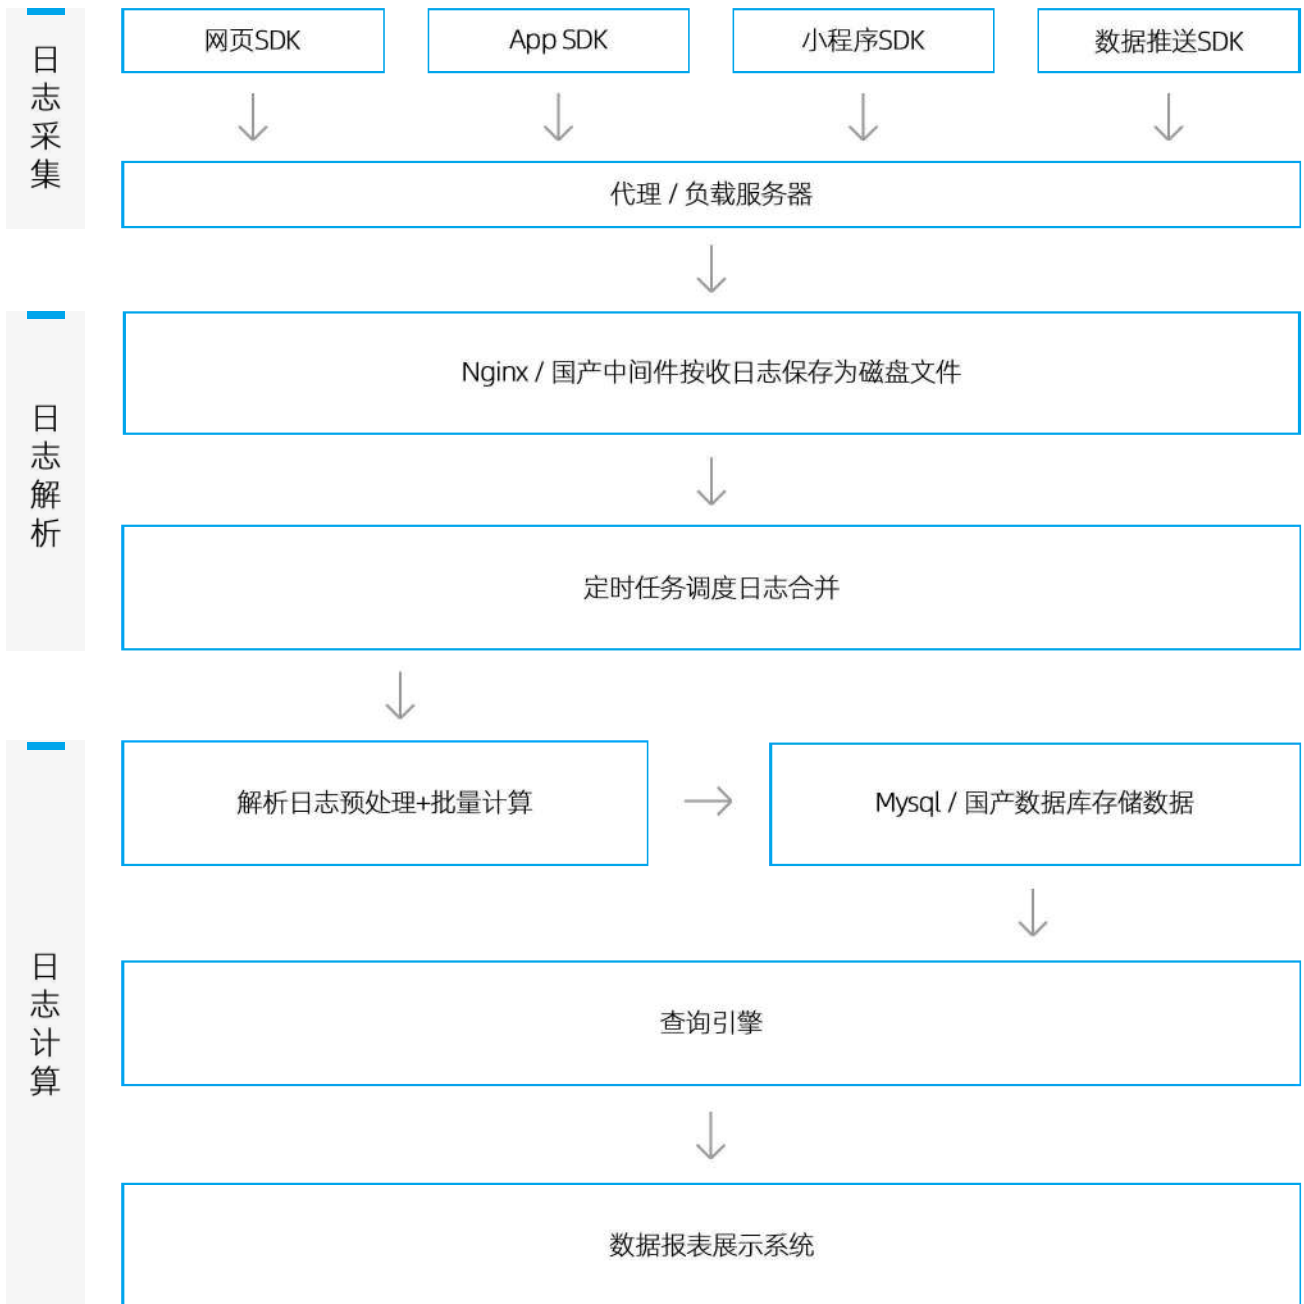 日志采集
网页SDK
App SDK
小程序SDK
数据推送SDK
代理 / 负载服务器
日志解析
Nginx / 国产中间件按收日志保存为磁盘文件
定时任务调度日志合并
日志计算
解析日志预处理+批量计算
Mysql / 国产数据库存储数据
查询引擎
数据报表展示系统